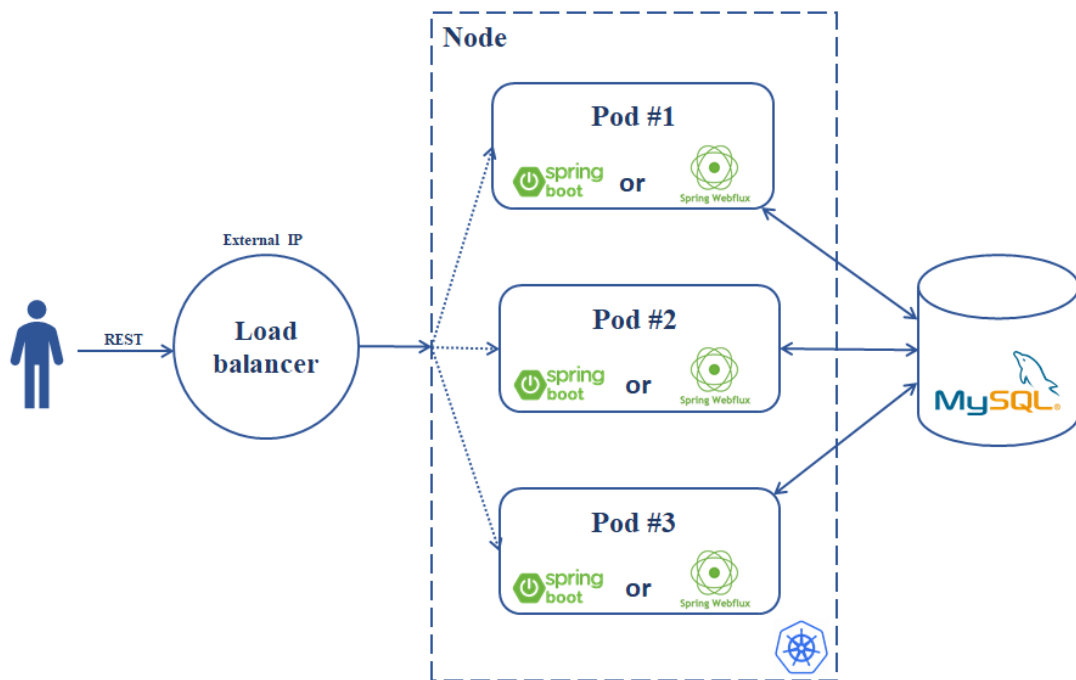 Node
Pod #1
spring
boot
or
Spring Webflux
External IP
REST
Load
balancer
Pod #2
spring
boot
or
Spring Webflux
MySQL®
Pod #3
spring
boot
or
Spring Webflux